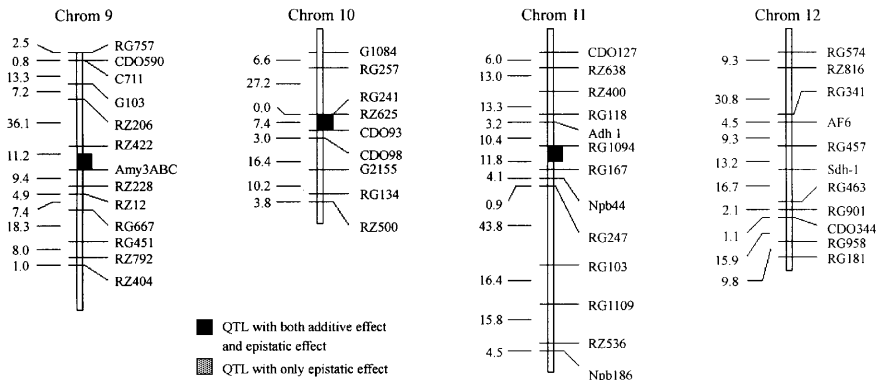 Chrom 9
2.5
0.8
13.3
7.2
36.1
11.2
9.4
4.9
7.4
18.3
8.0
1.0
RG757
CDO590
C711
G103
RZ206
RZ422
Amy3ABC
RZ228
RZ12
RG667
RG451
RZ792
RZ404
Chrom 10
6.6
27.2
0.0
7.4
3.0
16.4
10.2
3.8
G1084
RG257
RG241
RZ625
CDO93
CDO98
G2155
RG134
RZ500
Chrom 11
6.0
13.0
13.3
3.2
10.4
11.8
4.1
0.9
43.8
16.4
15.8
4.5
CDO127
RZ638
RZ400
RG118
Adh 1
RG1094
RG167
Npb44
RG247
RG103
RG1109
RZ536
Npb186
Chrom 12
9.3
30.8
4.5
9.3
13.2
16.7
2.1
1.1
15.9
9.8
RG574
RZ816
RG341
AF6
RG457
Sdh-1
RG463
RG901
CDO344
RG958
RG181
QTL with both additive effect
and epistatic effect
QTL with only epistatic effect